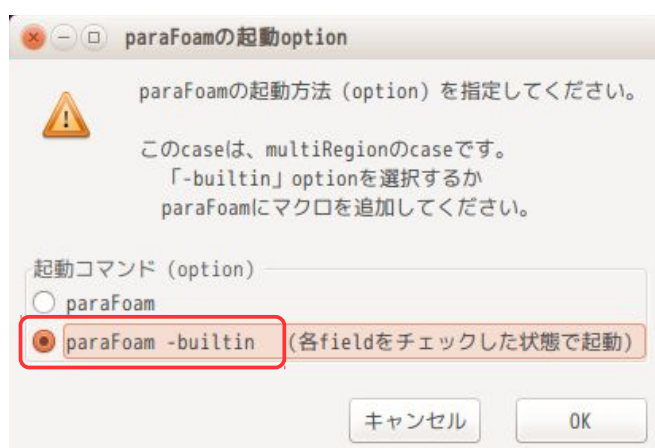 paraFoamの起動option
paraFoamの起動方法（option）を指定してください。
このcaseは、multiRegionのcaseです。
「-builtin」optionを選択するか
paraFoamにマクロを追加してください。
起動コマンド（option）
paraFoam
paraFoam -builtin （各fieldをチェックした状態で起動）
キャンセル OK